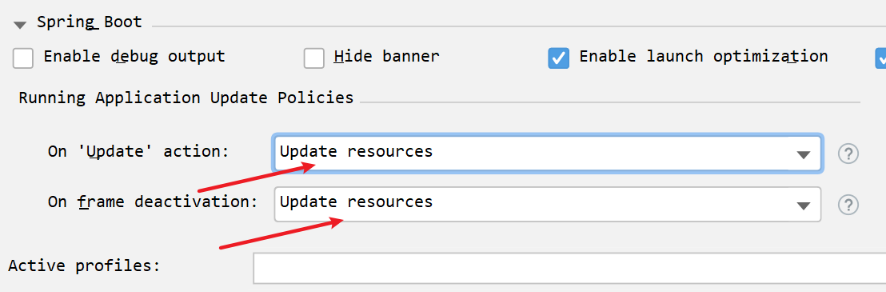 Spring Boot
Enable debug output Hide banner Enable launch optimization
Running Application Update Policies
On 'Update' action: Update resources ?
On frame deactivation: Update resources ?
Active profiles: